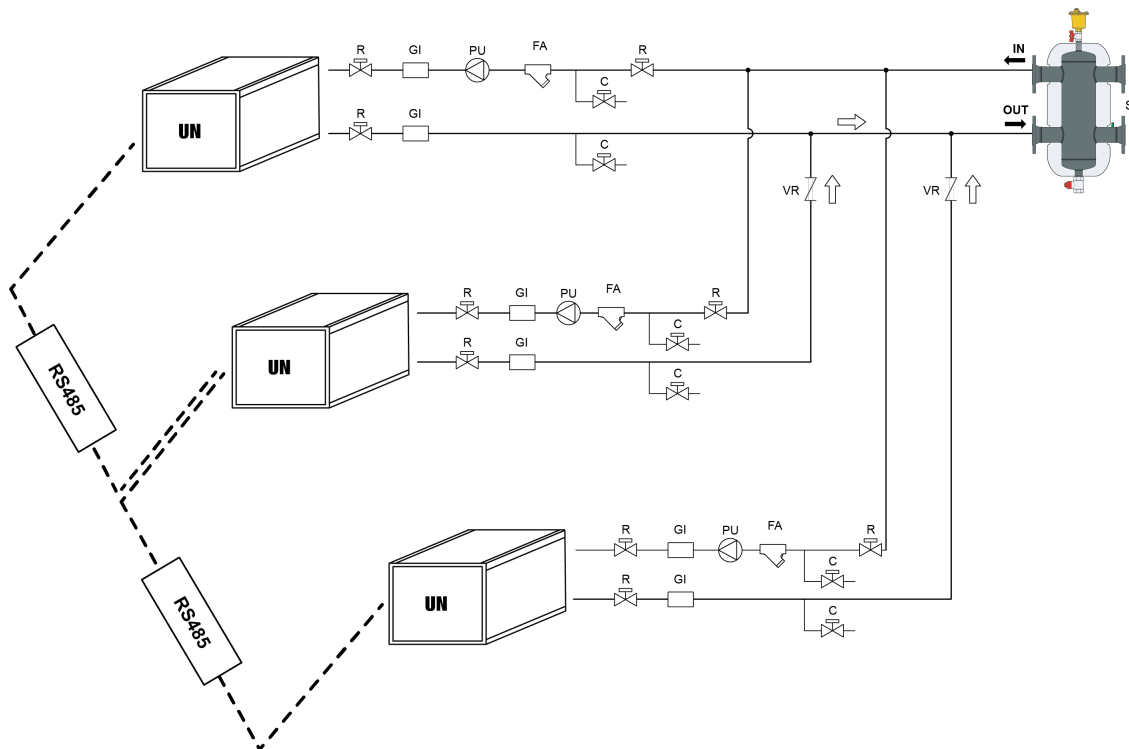 R GI PU FA R
IN
C
R GI
OUT
S
UN
C
VR VR
R GI PU FA R
C
R GI
UN
C
RS485
R GI PU FA R
C
R GI
UN
C
RS485